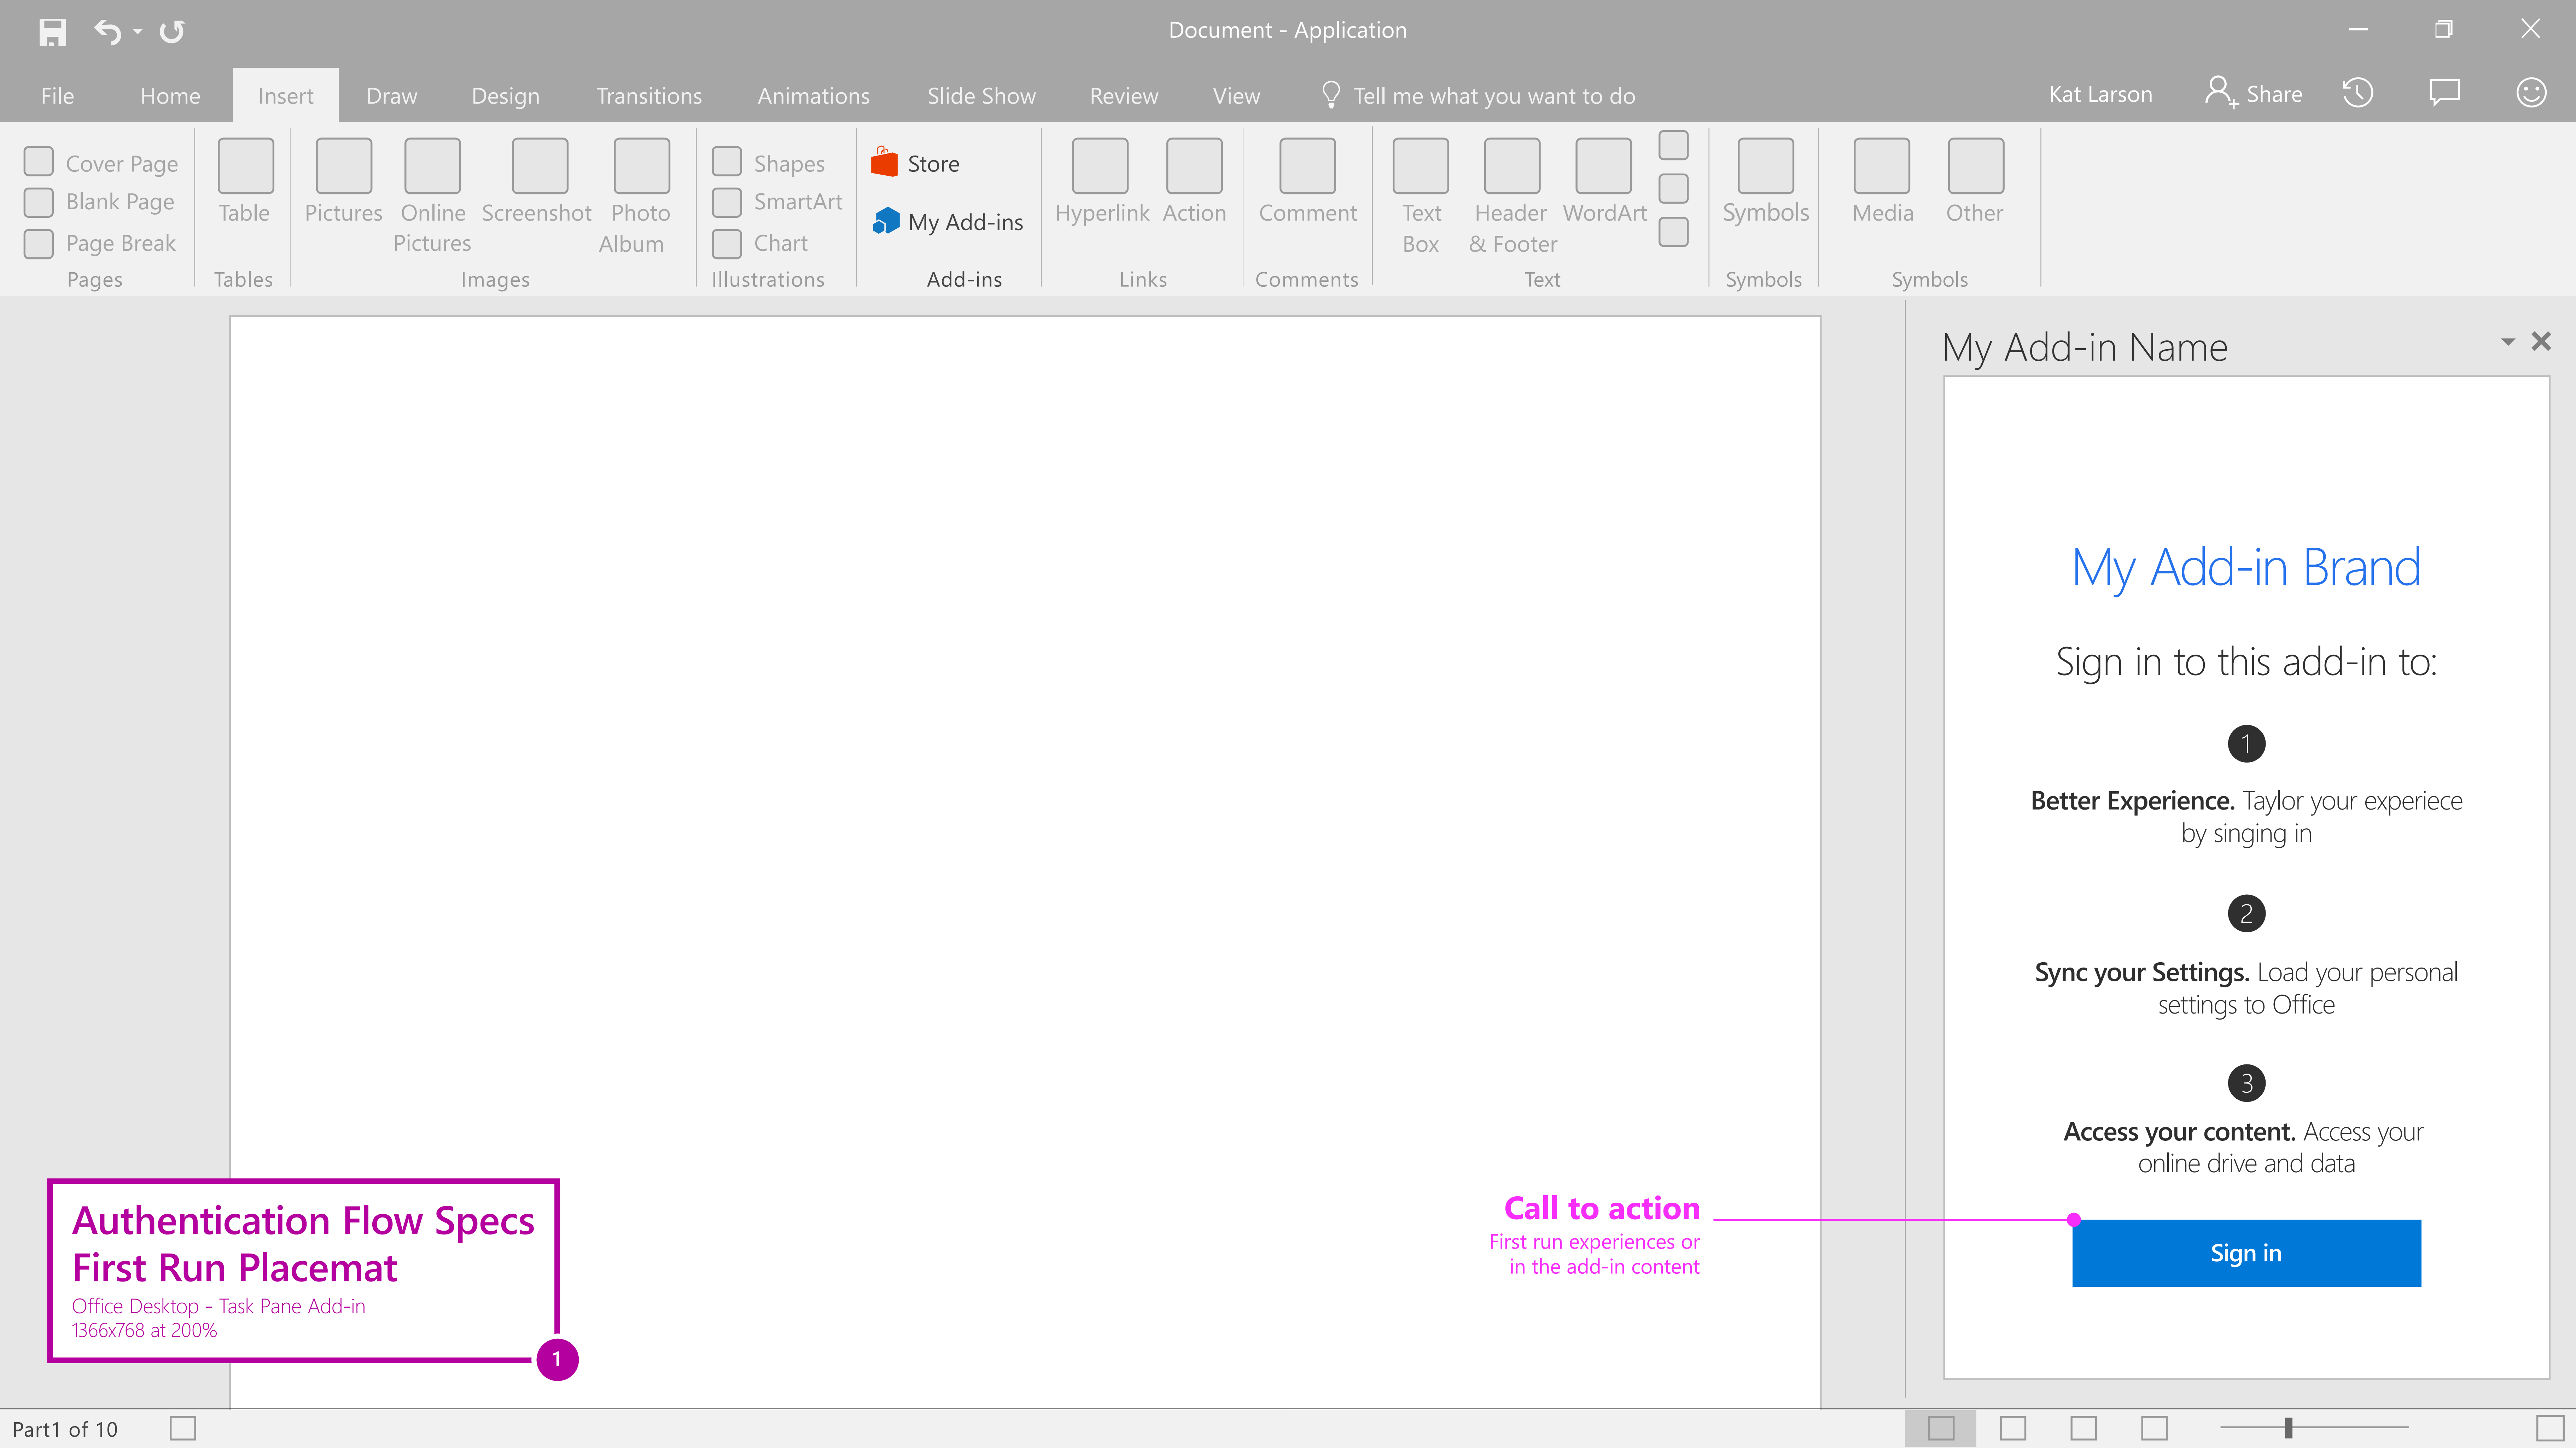 Document - Application
File Home Insert Draw Design Transitions Animations Slide Show Review View Tell me what you want to do Kat Larson Share
Cover Page
Blank Page
Page Break
Pages
Table
Tables
Pictures
Online
Pictures
Screenshot
Photo
Album
Images
Shapes
SmartArt
Chart
Illustrations
Store
My Add-ins
Add-ins
Hyperlink
Action
Links
Comment
Comments
Text
Box
Header
& Footer
WordArt
Text
Symbols
Symbols
Media
Other
Symbols
My Add-in Name
My Add-in Brand
Sign in to this add-in to:
1
Better Experience. Taylor your experiece
by singing in
2
Sync your Settings. Load your personal
settings to Office
3
Access your content. Access your
online drive and data
Sign in
Call to action
First run experiences or
in the add-in content
Authentication Flow Specs
First Run Placemat
Office Desktop - Task Pane Add-in
1366x768 at 200%
1
Part1 of 10